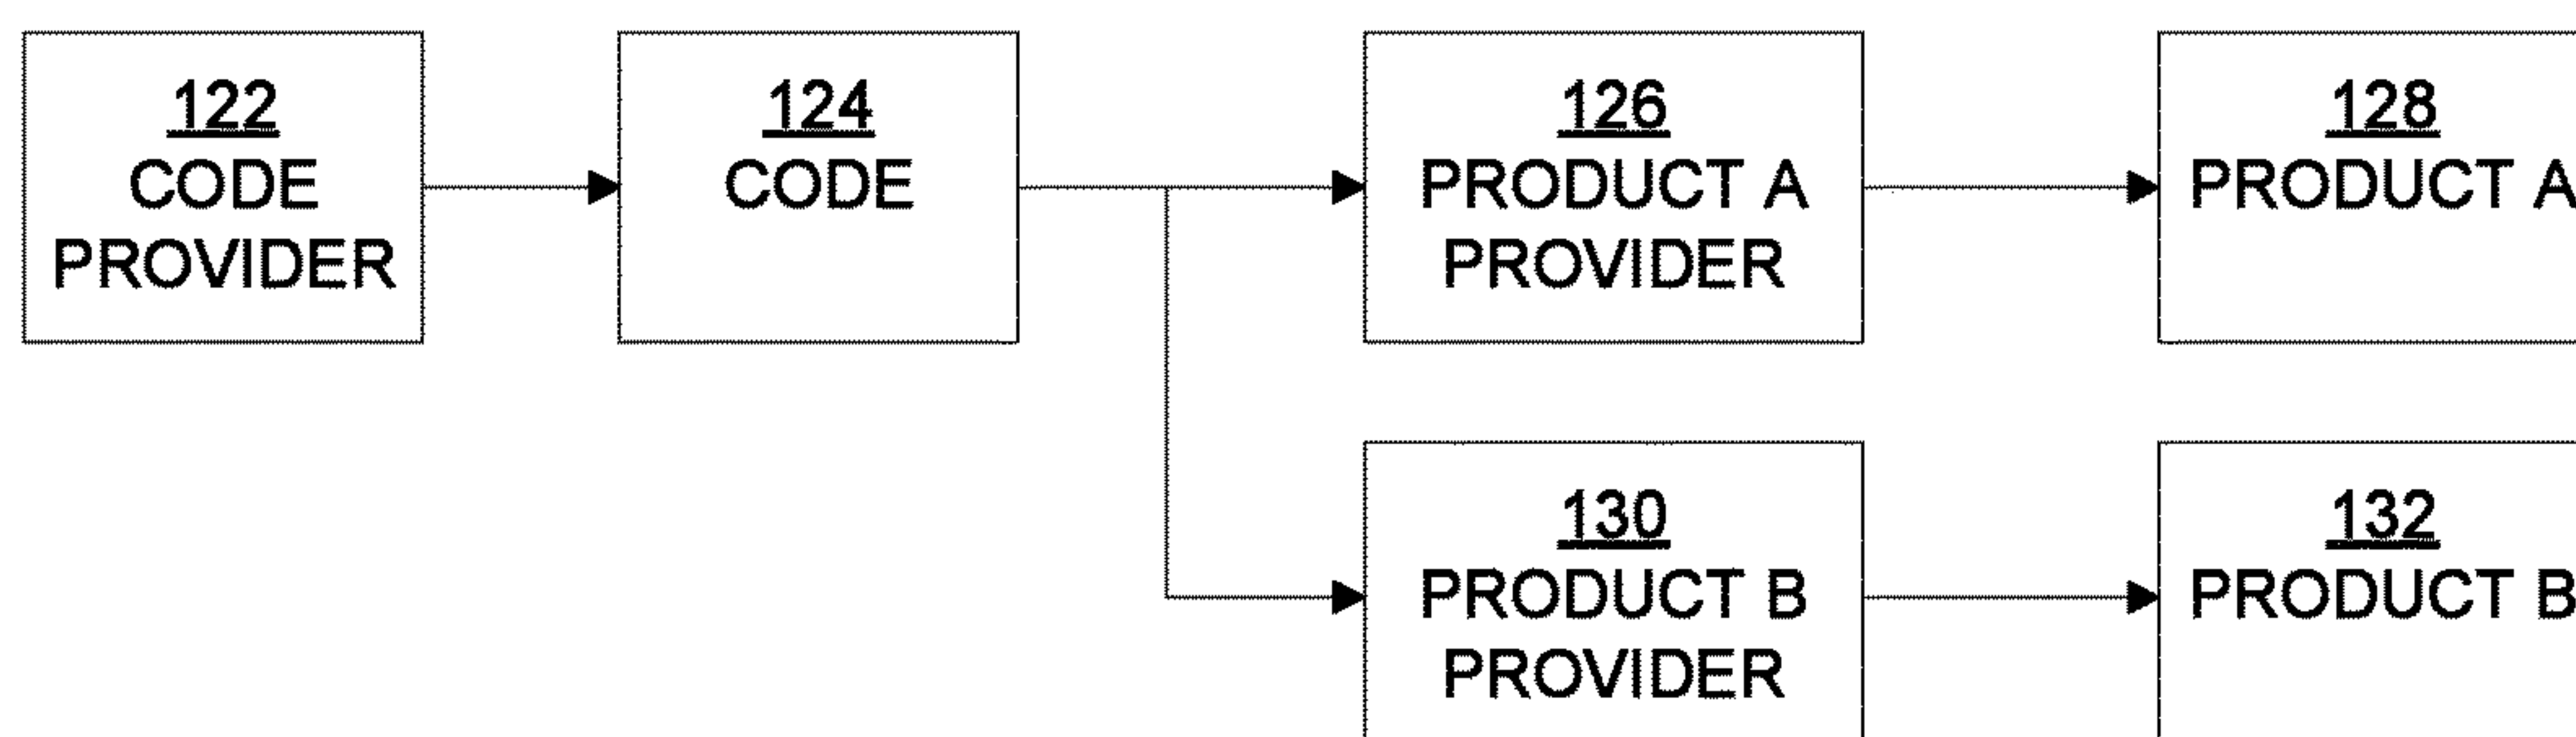 122
CODE
PROVIDER
124
CODE
126
PRODUCT A
PROVIDER
128
PRODUCT A
130
PRODUCT B
PROVIDER
132
PRODUCT B